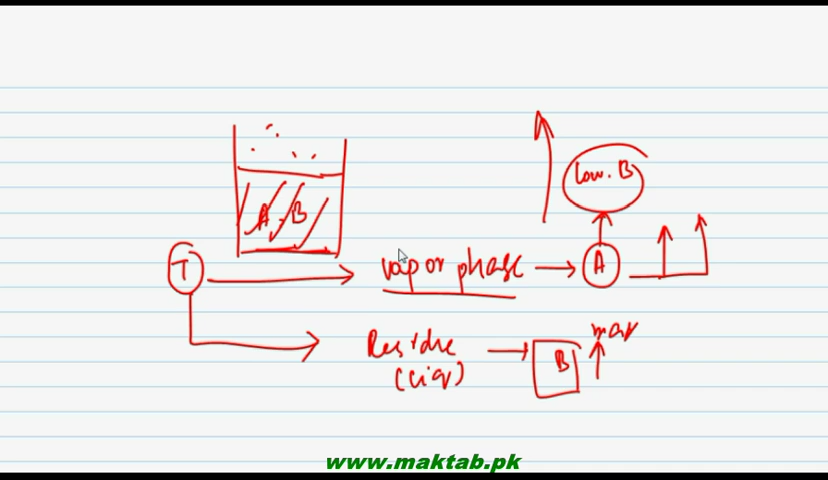 Low. B
A, B
T
vapor phase
A
Residue
(liq)
B
max
www.maktab.pk